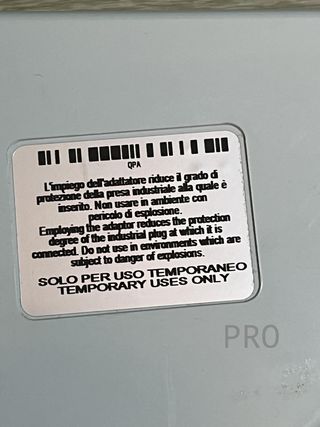 QPA
L'impiego dell'adattatore riduce il grado di
protezione della presa industriale alla quale è
inserito. Non usare in ambiente con
pericolo di esplosione.
Employing the adaptor reduces the protection
degree of the industrial plug at which it is
connected. Do not use in environments which are
subject to danger of explosions.
SOLO PER USO TEMPORANEO
TEMPORARY USES ONLY
PRO